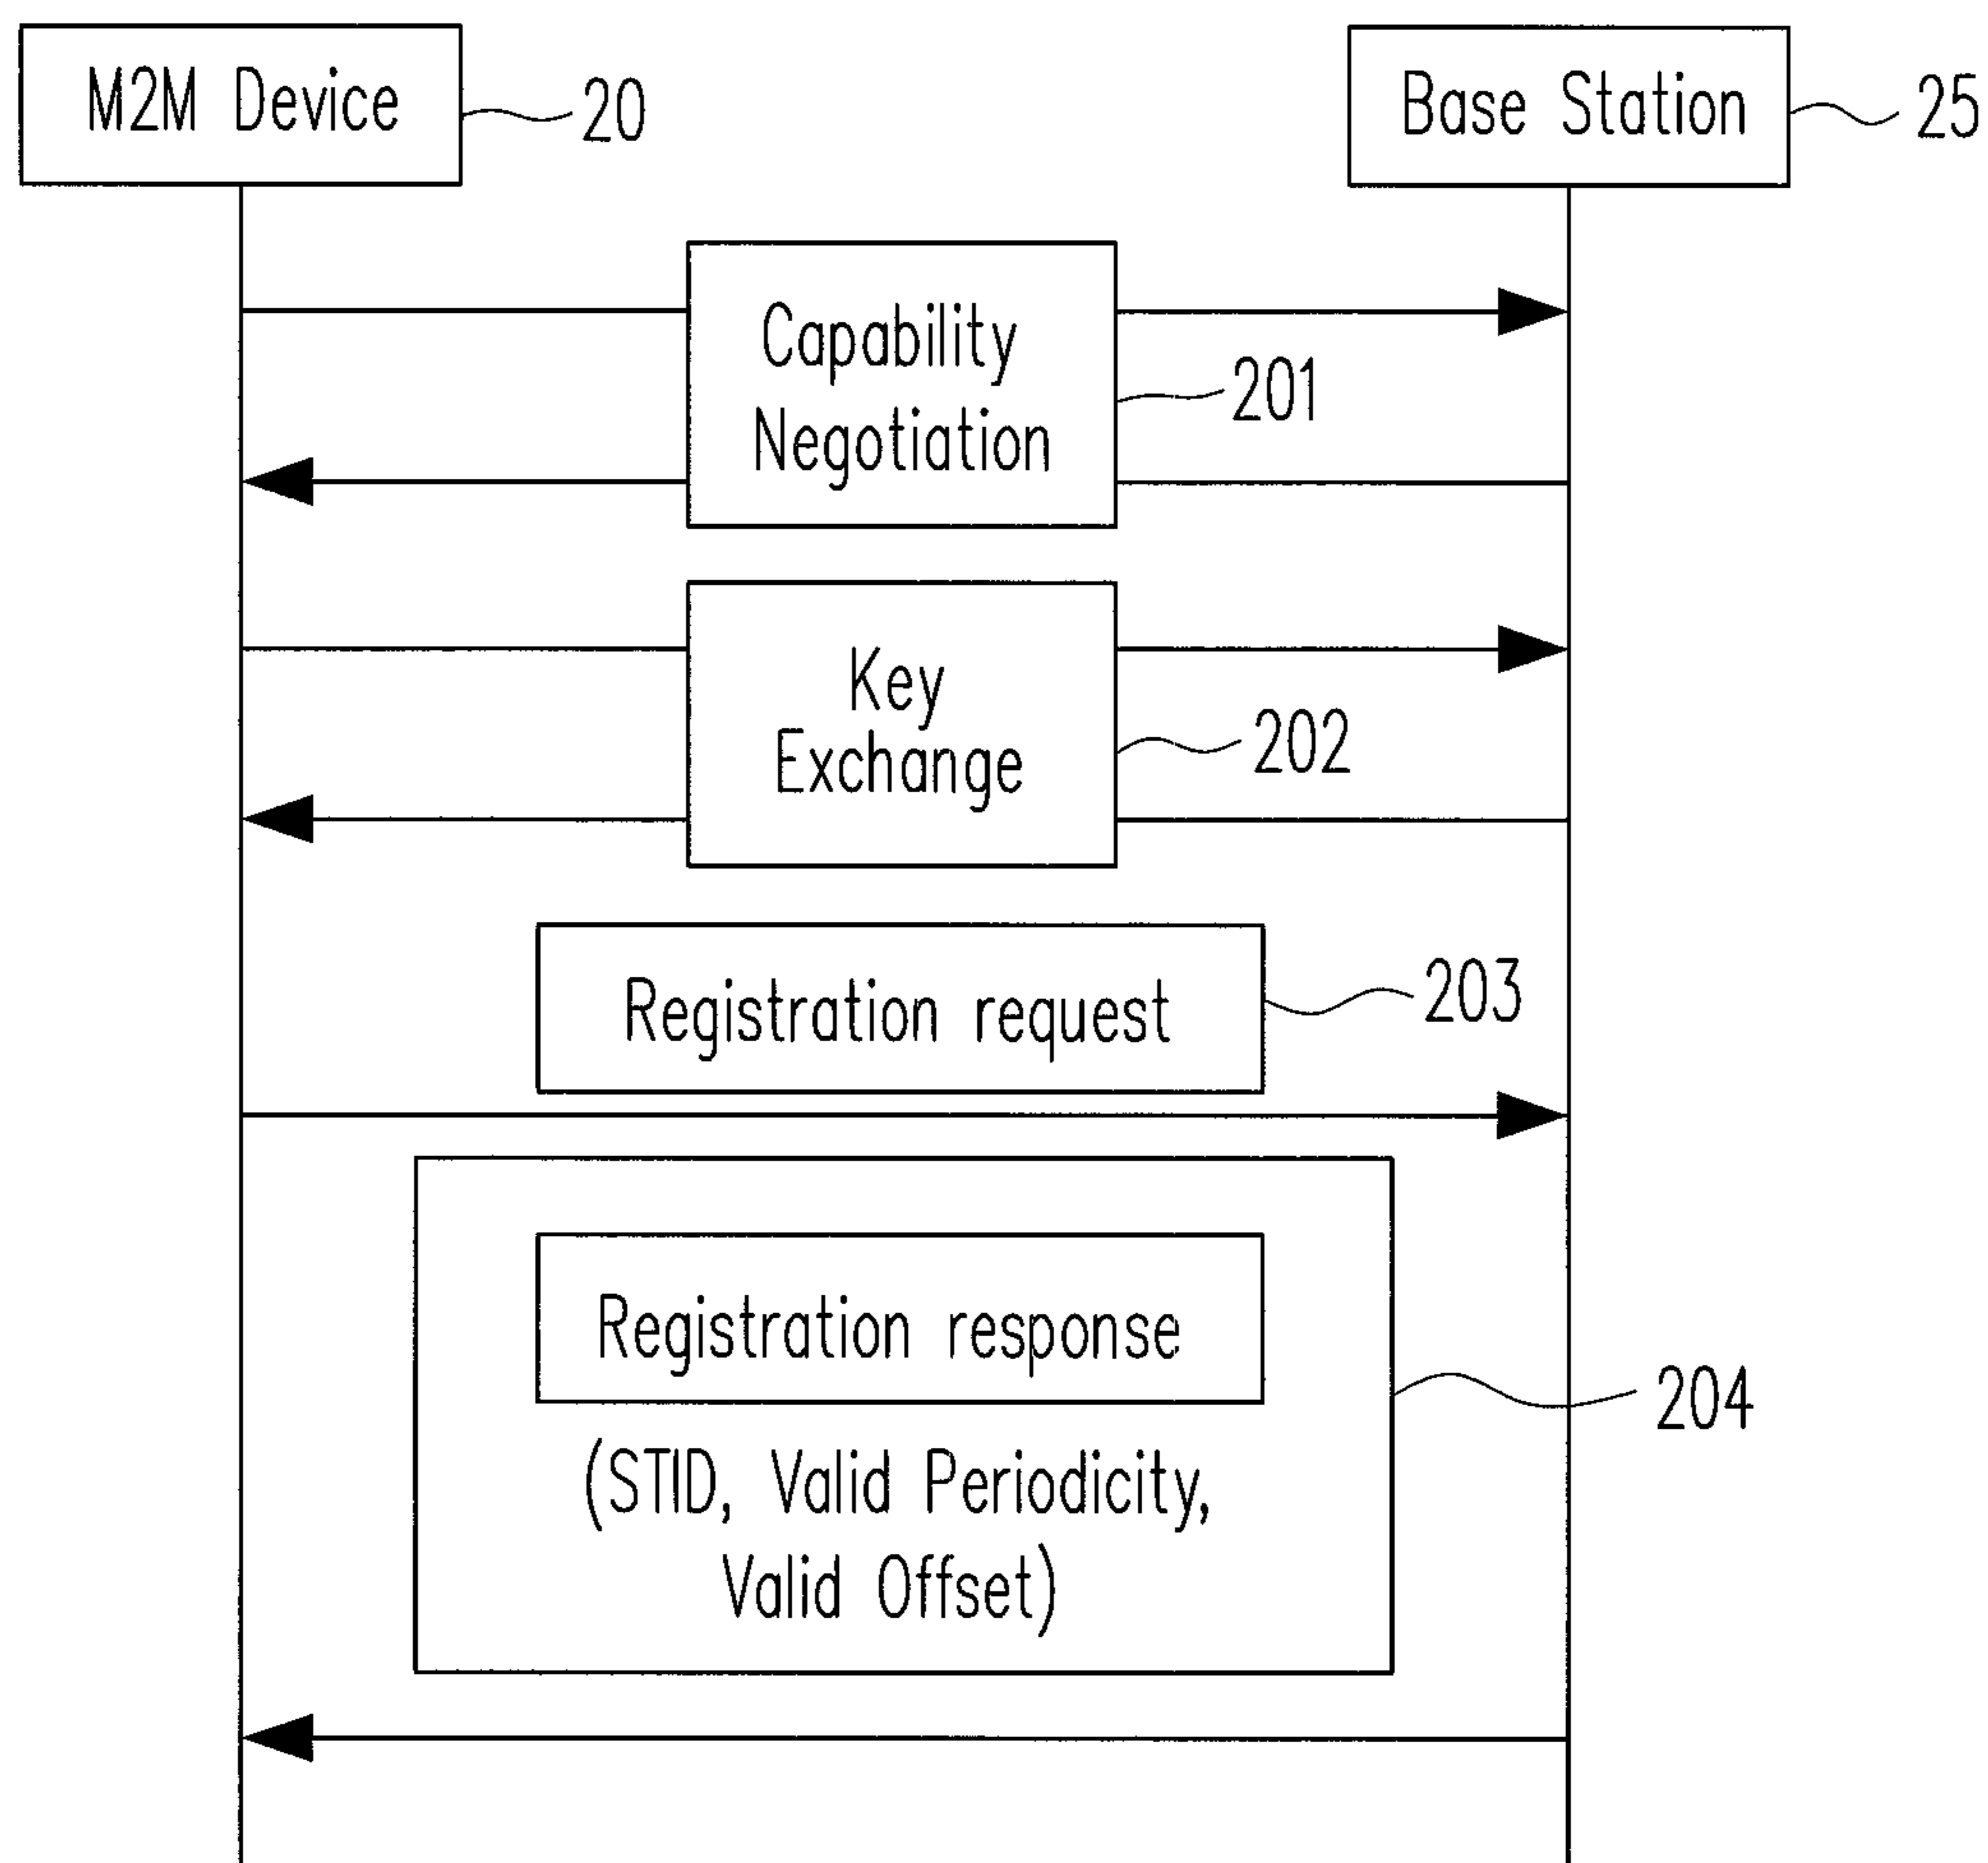 M2M Device
20
Base Station
25
Capability
Negotiation
201
Key
Exchange
202
Registration request
203
Registration response
204
(STID, Valid Periodicity,
Valid Offset)